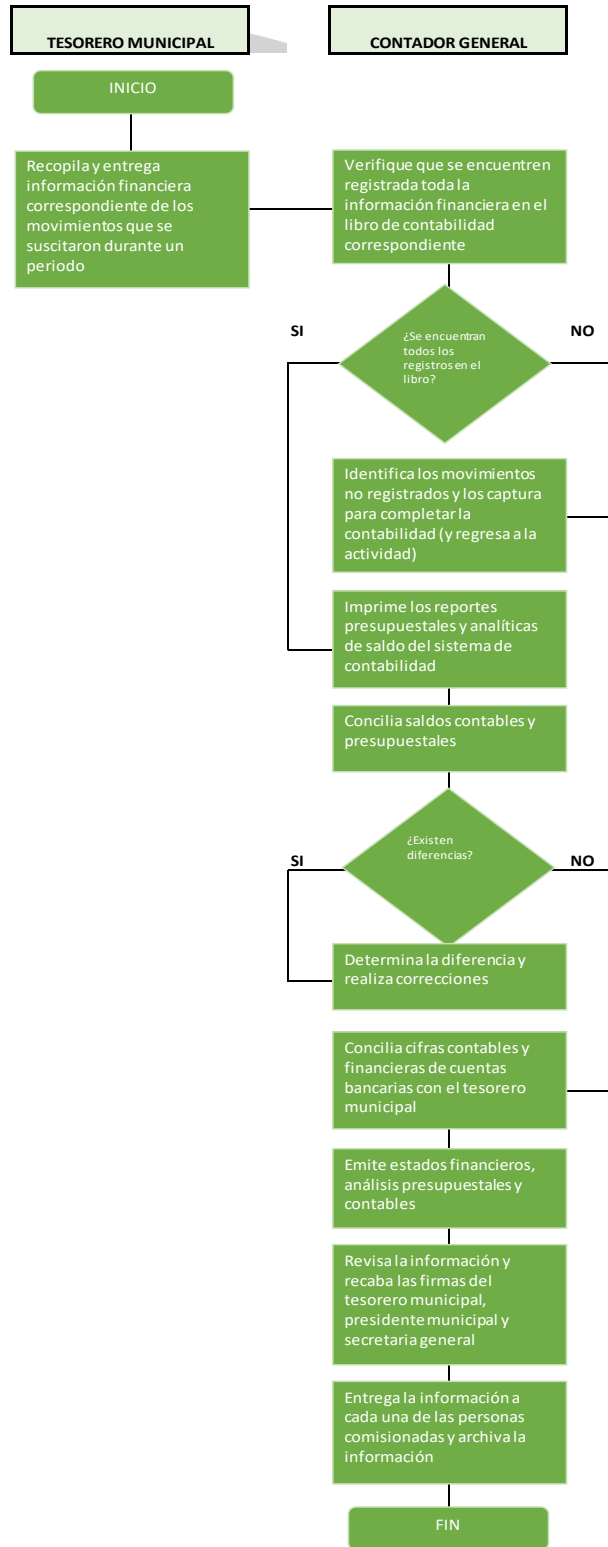 TESORERO MUNICIPAL
CONTADOR GENERAL
INICIO
Recopila y entrega
información financiera
correspondiente de los
movimientos que se
suscitaron durante un
periodo
Verifique que se encuentren
registrada toda la
información financiera en el
libro de contabilidad
correspondiente
SI
¿Se encuentran
todos los
registros en el
libro?
NO
Identifica los movimientos
no registrados y los captura
para completar la
contabilidad (y regresa a la
actividad)
Imprime los reportes
presupuestales y analíticas
de saldo del sistema de
contabilidad
Concilia saldos contables y
presupuestales
SI
¿Existen
diferencias?
NO
Determina la diferencia y
realiza correcciones
Concilia cifras contables y
financieras de cuentas
bancarias con el tesorero
municipal
Emite estados financieros,
análisis presupuestales y
contables
Revisa la información y
recaba las firmas del
tesorero municipal,
presidente municipal y
secretaria general
Entrega la información a
cada una de las personas
comisionadas y archiva la
información
FIN